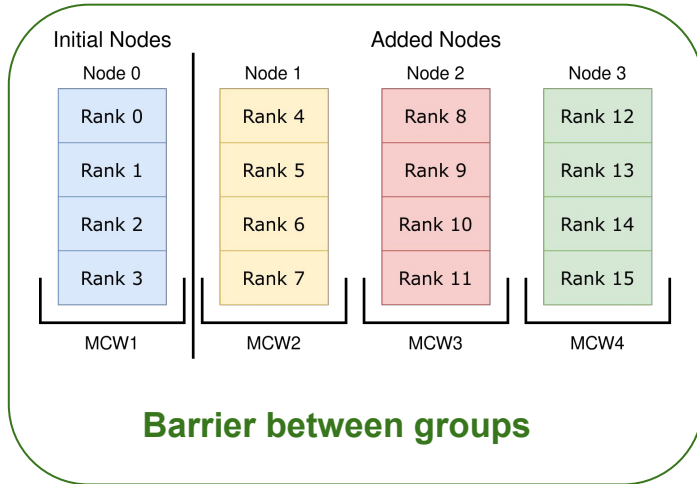 Initial Nodes
Added Nodes
Node 0
Node 1
Node 2
Node 3
Rank 0
Rank 4
Rank 8
Rank 12
Rank 1
Rank 5
Rank 9
Rank 13
Rank 2
Rank 6
Rank 10
Rank 14
Rank 3
Rank 7
Rank 11
Rank 15
MCW1
MCW2
MCW3
MCW4
Barrier between groups